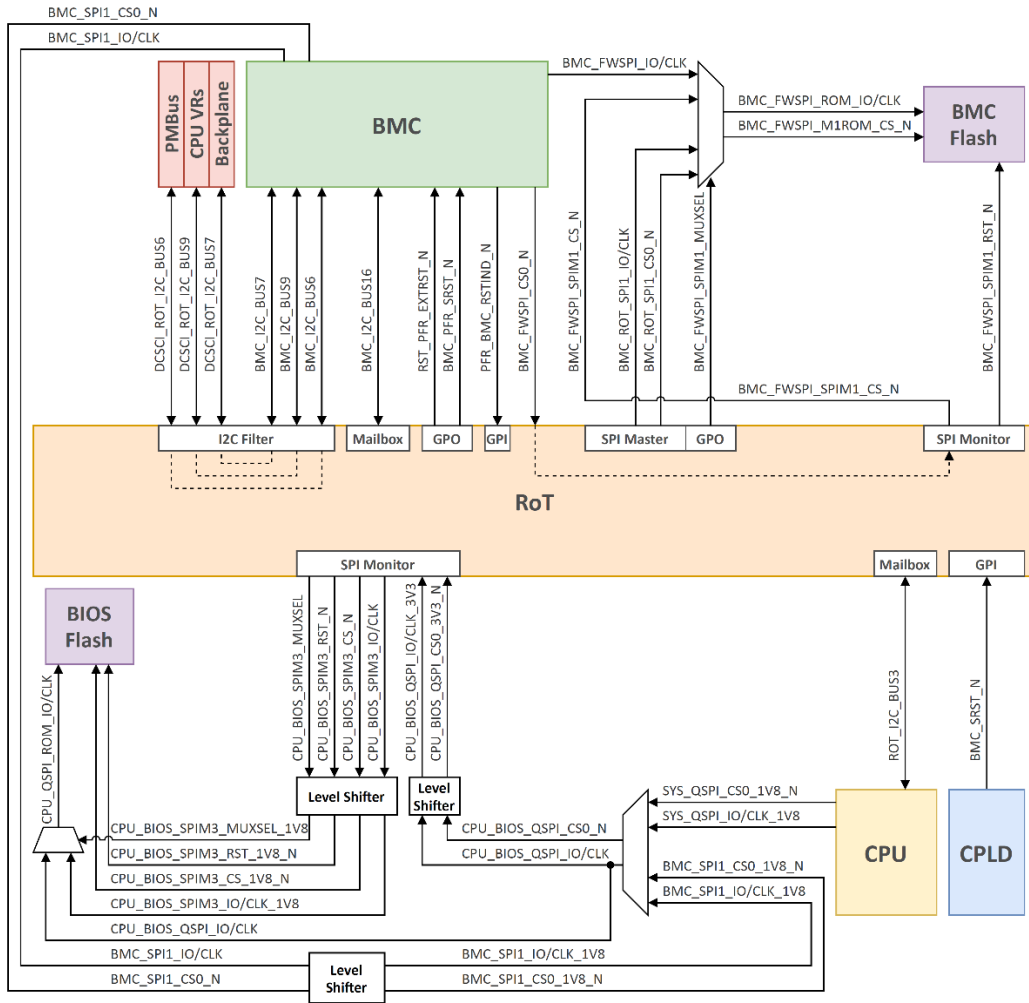 BMC_SPI1_CS0_N
BMC_SPI1_IO/CLK
PMBus
CPU VRs
Backplane
BMC
BMC_FWSPI_IO/CLK
BMC_FWSPI_ROM_IO/CLK
BMC_FWSPI_M1ROM_CS_N
BMC
Flash
DCSCI_ROT_I2C_BUS6
DCSCI_ROT_I2C_BUS9
DCSCI_ROT_I2C_BUS7
BMC_I2C_BUS7
BMC_I2C_BUS9
BMC_I2C_BUS6
BMC_I2C_BUS16
RST_PFR_EXTRST_N
BMC_PFR_SRST_N
PFR_BMC_RSTIND_N
BMC_FWSPI_CS0_N
BMC_FWSPI_SPIM1_CS_N
BMC_ROT_SPI1_IO/CLK
BMC_ROT_SPI1_CS0_N
BMC_FWSPI_SPIM1_MUXSEL
BMC_FWSPI_SPIM1_RST_N
BMC_FWSPI_SPIM1_CS_N
I2C Filter
Mailbox
GPO
GPI
SPI Master
GPO
SPI Monitor
RoT
SPI Monitor
Mailbox
GPI
BIOS
Flash
CPU_BIOS_SPIM3_MUXSEL
CPU_BIOS_SPIM3_RST_N
CPU_BIOS_SPIM3_CS_N
CPU_BIOS_SPIM3_IO/CLK
CPU_BIOS_QSPI_IO/CLK_3V3
CPU_BIOS_QSPI_CS0_3V3_N
ROT_I2C_BUS3
BMC_SRST_N
CPU_QSPI_ROM_IO/CLK
Level Shifter
Level
Shifter
SYS_QSPI_CS0_1V8_N
SYS_QSPI_IO/CLK_1V8
CPU
CPLD
CPU_BIOS_SPIM3_MUXSEL_1V8
CPU_BIOS_QSPI_CS0_N
CPU_BIOS_SPIM3_RST_1V8_N
CPU_BIOS_QSPI_IO/CLK
BMC_SPI1_CS0_1V8_N
CPU_BIOS_SPIM3_CS_1V8_N
BMC_SPI1_IO/CLK_1V8
CPU_BIOS_SPIM3_IO/CLK_1V8
CPU_BIOS_QSPI_IO/CLK
BMC_SPI1_IO/CLK
BMC_SPI1_IO/CLK_1V8
Level
Shifter
BMC_SPI1_CS0_N
BMC_SPI1_CS0_1V8_N